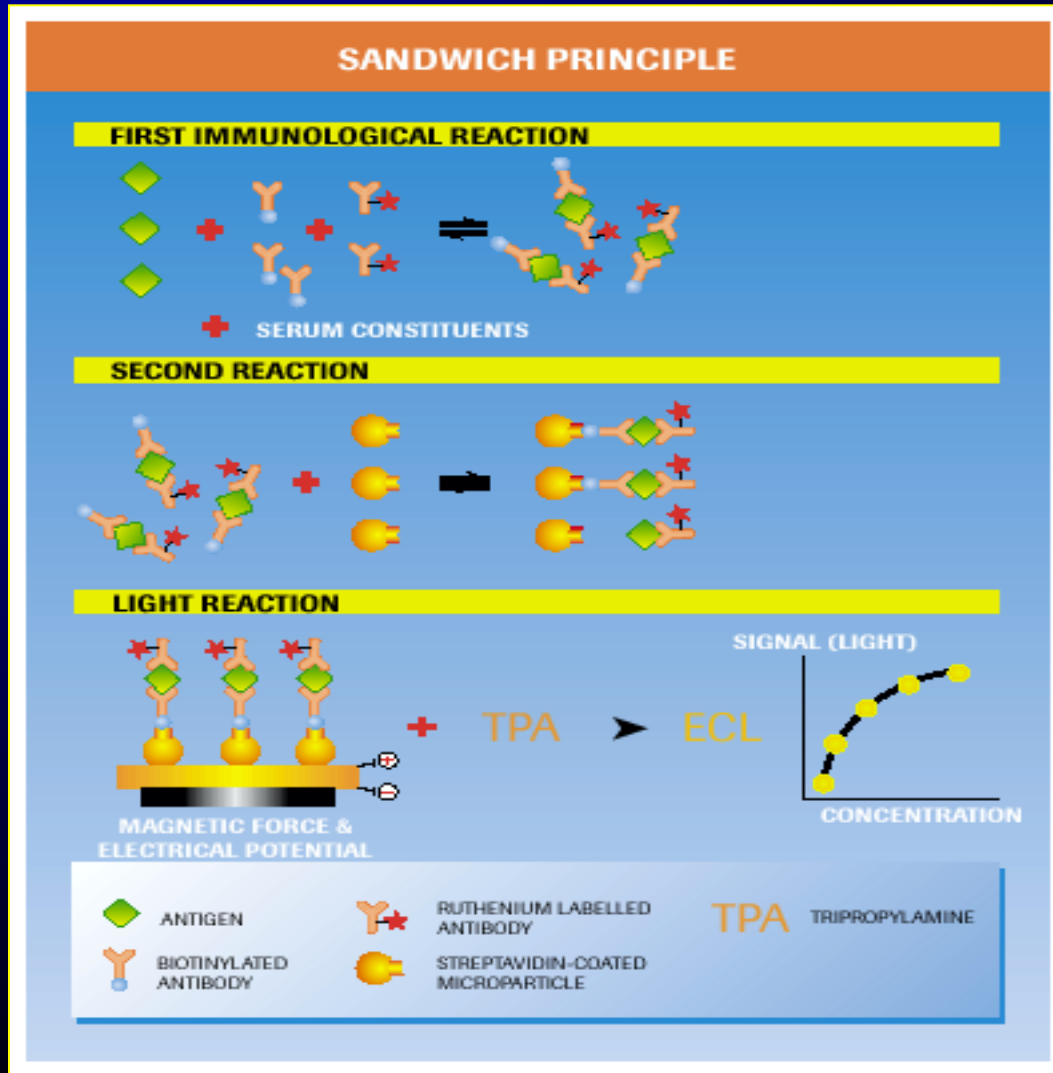 SANDWICH PRINCIPLE
FIRST IMMUNOLOGICAL REACTION
SERUM CONSTITUENTS
SECOND REACTION
LIGHT REACTION
SIGNAL (LIGHT)
TPA
ECL
CONCENTRATION
MAGNETIC FORCE &
ELECTRICAL POTENTIAL
ANTIGEN
RUTHENIUM LABELLED
ANTIBODY
TPA TRIPROPYLAMINE
BIOTINYLATED
ANTIBODY
STREPTAVIDIN-COATED
MICROPARTICLE